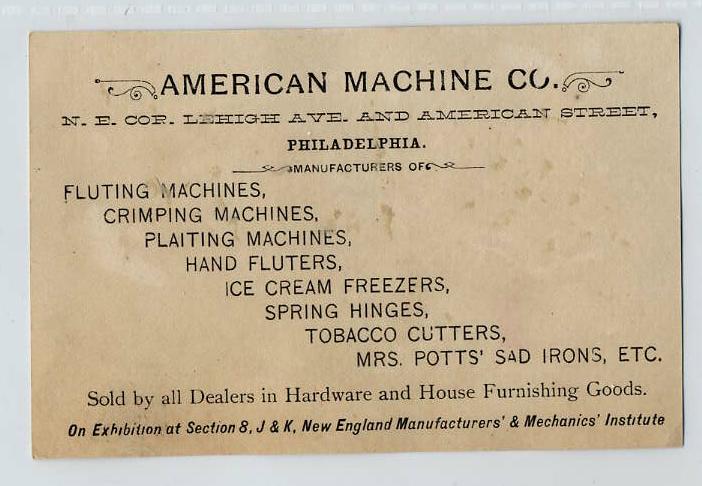 AMERICAN MACHINE CO.
N. E. COR. LEHIGH AVE. AND AMERICAN STREET,
PHILADELPHIA.
MANUFACTURERS OF
FLUTING MACHINES,
CRIMPING MACHINES,
PLAITING MACHINES,
HAND FLUTERS,
ICE CREAM FREEZERS,
SPRING HINGES,
TOBACCO CUTTERS,
MRS. POTTS' SAD IRONS, ETC.
Sold by all Dealers in Hardware and House Furnishing Goods.
On Exhibition at Section 8, J & K, New England Manufacturers' & Mechanics' Institute